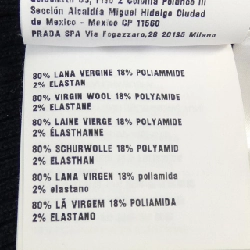 Colonia Polanco III
Sección Alcaldía Miguel Hidalgo Ciudad
de Mexico - Mexico CP 11560
PRADA SPA Via Fogazzaro,28 20135 Milano
80% LANA VERGINE 18% POLIAMMIDE
2% ELASTAN
80% VIRGIN WOOL 18% POLYAMIDE
2% ELASTANE
80% LAINE VIERGE 18% POLYAMIDE
2% ÉLASTHANNE
80% SCHURWOLLE 18% POLYAMID
2% ELASTHAN
80% LANA VIRGEN 18% poliamida
2% elastano
80% LÃ VIRGEM 18% POLIAMIDA
2% ELASTANO